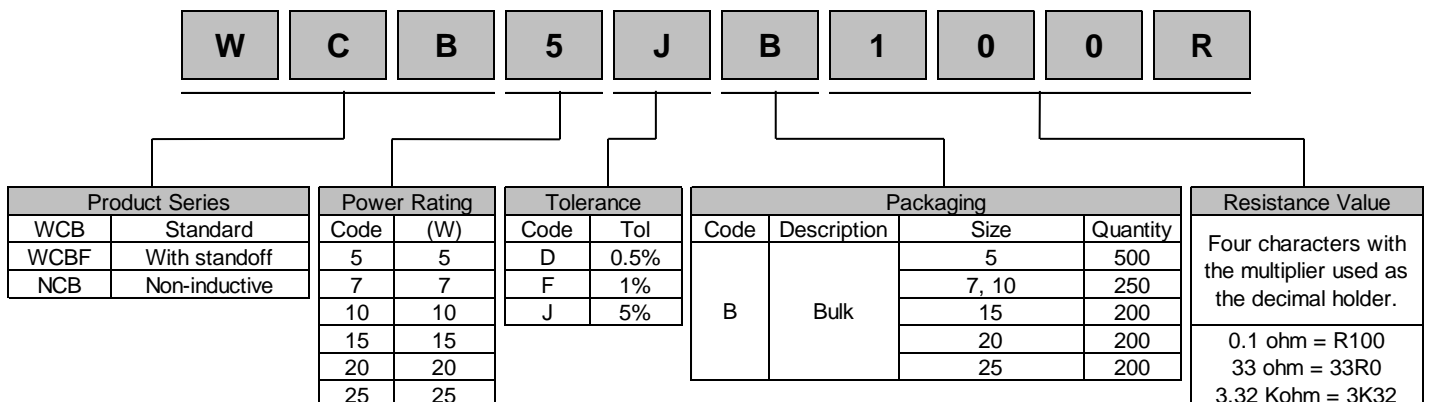 W C B 5 J B 1 0 0 R
Product Series
WCB Standard
WCBF With standoff
NCB Non-inductive
Power Rating
Code (W)
5 5
7 7
10 10
15 15
20 20
25 25
Tolerance
Code Tol
D 0.5%
F 1%
J 5%
Packaging
Code Description Size Quantity
B Bulk
5 500
7, 10 250
15 200
20 200
25 200
Resistance Value
Four characters with
the multiplier used as
the decimal holder.
0.1 ohm = R100
33 ohm = 33R0
3.32 Kohm = 3K32